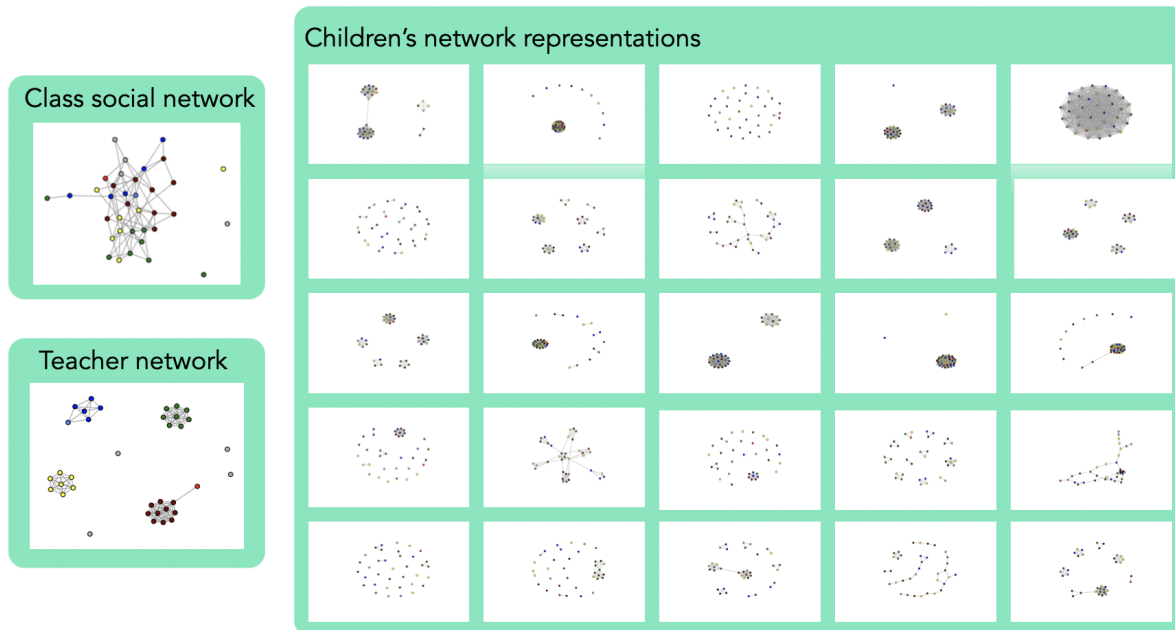 Children's network representations
Class social network
Teacher network